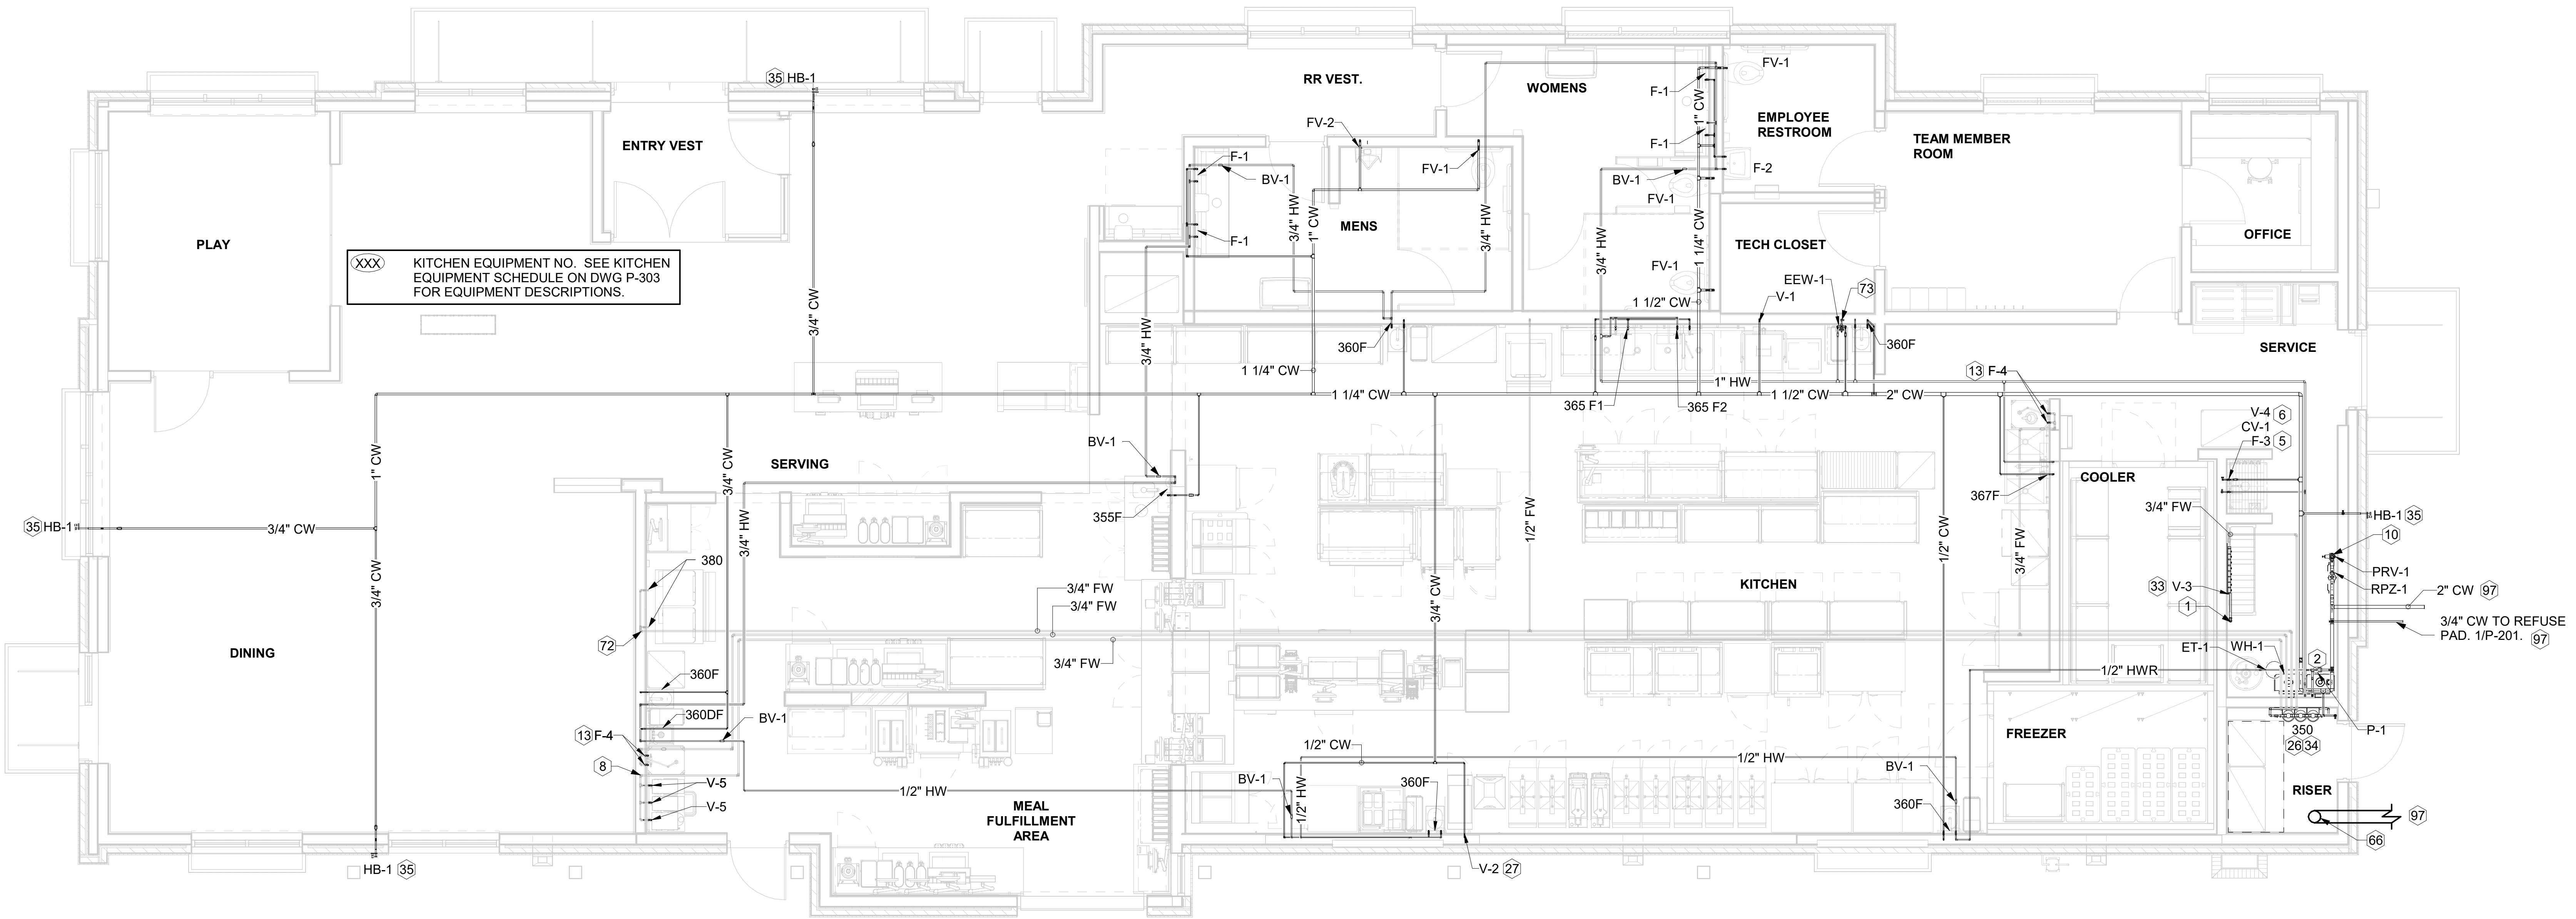 35 HB-1
RR VEST.
WOMENS
FV-1
F-1
1" CW
EMPLOYEE
RESTROOM
TEAM MEMBER
ROOM
FV-2
ENTRY VEST
F-1
F-1
FV-1
BV-1
BV-1
F-2
FV-1
PLAY
3/4" HW
1" CW
MENS
3/4" HW
3/4" HW
1 1/4" CW
TECH CLOSET
OFFICE
F-1
XXX
KITCHEN EQUIPMENT NO.  SEE KITCHEN
EQUIPMENT SCHEDULE ON DWG P-303
FOR EQUIPMENT DESCRIPTIONS.
FV-1
EEW-1
73
1 1/2" CW
V-1
3/4" CW
3/4" HW
360F
360F
SERVICE
1 1/4" CW
1" HW
13 F-4
1 1/4" CW
365 F1
365 F2
1 1/2" CW
2" CW
V-4 6
CV-1
F-3 5
BV-1
1" CW
3/4" CW
SERVING
COOLER
367F
355F
3/4" FW
35 HB-1
3/4" CW
3/4" HW
1/2" FW
1/2" CW
3/4" FW
HB-1 35
10
380
3/4" CW
3/4" FW
3/4" FW
3/4" CW
KITCHEN
PRV-1
RPZ-1
33 V-3
1
2" CW 97
3/4" CW TO REFUSE
PAD. 1/P-201. 97
72
DINING
3/4" FW
ET-1
WH-1
2
1/2" HWR
360F
360DF
BV-1
13 F-4
FREEZER
350
26 34
P-1
8
1/2" CW
1/2" HW
BV-1
360F
BV-1
V-5
V-5
1/2" HW
1/2" HW
360F
RISER
MEAL
FULFILLMENT
AREA
97
66
HB-1 35
V-2 27